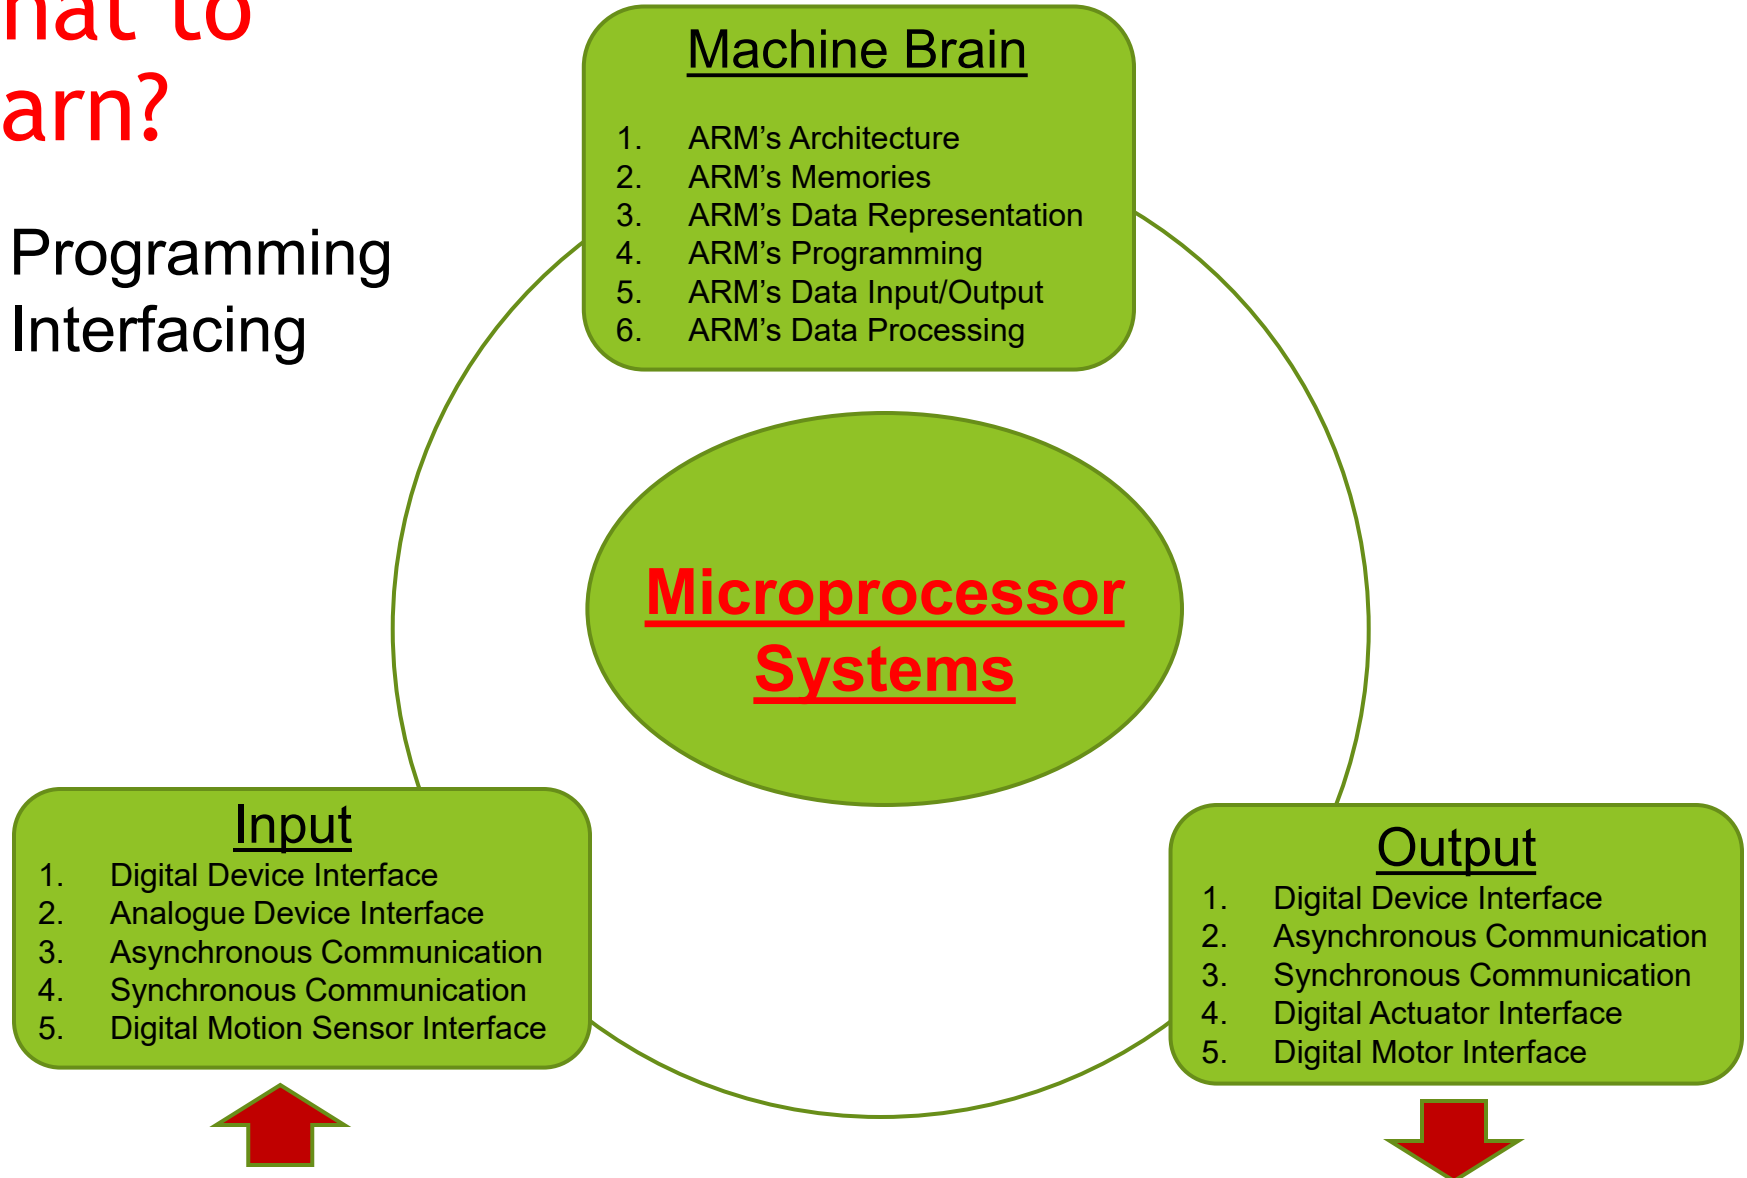 hat to
arn?
Programming
Interfacing
Machine Brain
1. ARM’s Architecture
2. ARM’s Memories
3. ARM’s Data Representation
4. ARM’s Programming
5. ARM’s Data Input/Output
6. ARM’s Data Processing
Microprocessor
Systems
Input
1. Digital Device Interface
2. Analogue Device Interface
3. Asynchronous Communication
4. Synchronous Communication
5. Digital Motion Sensor Interface
Output
1. Digital Device Interface
2. Asynchronous Communication
3. Synchronous Communication
4. Digital Actuator Interface
5. Digital Motor Interface